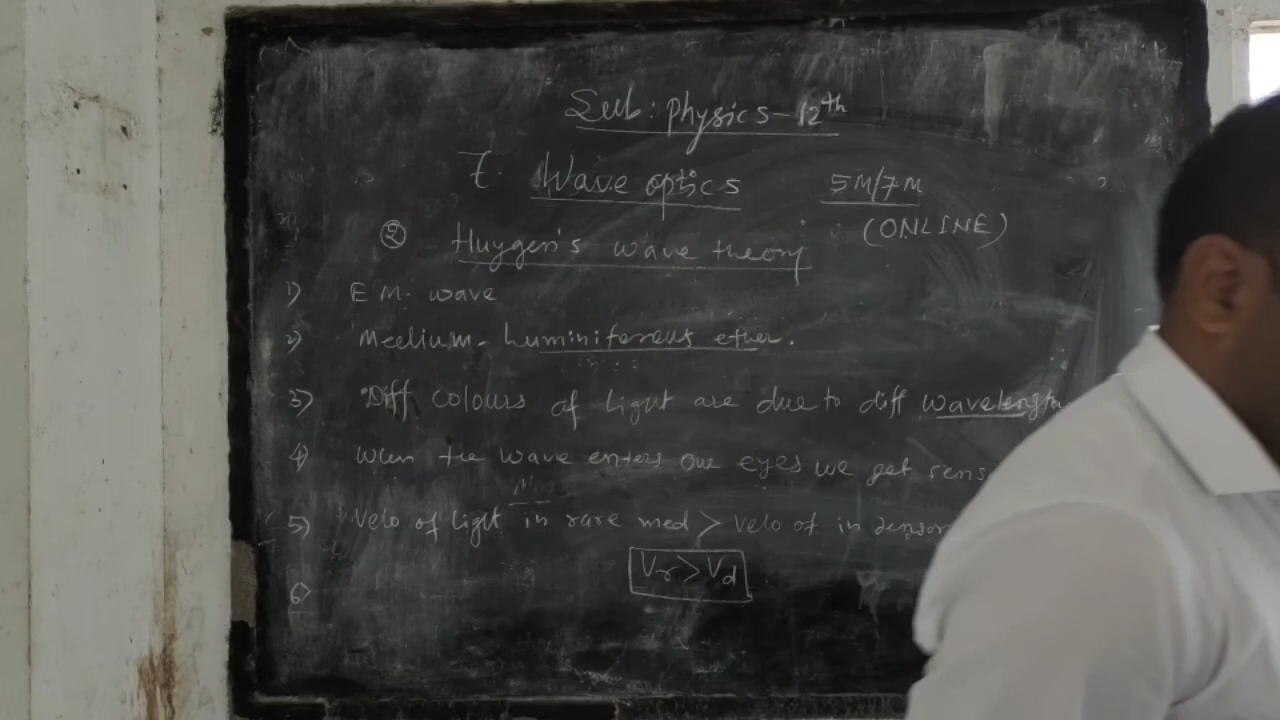 Sub: Physics-12th
7. Wave optics 5M/7M
(ONLINE)
② Huygen's wave theory
1) E M. wave
2) Medium- Luminiferous ether.
3) Diff colours of light are due to diff wavelength
4) When the wave enters our eyes we get sens
5) Velo of light in rare med > velo of in denser
Vr > Vd
6)